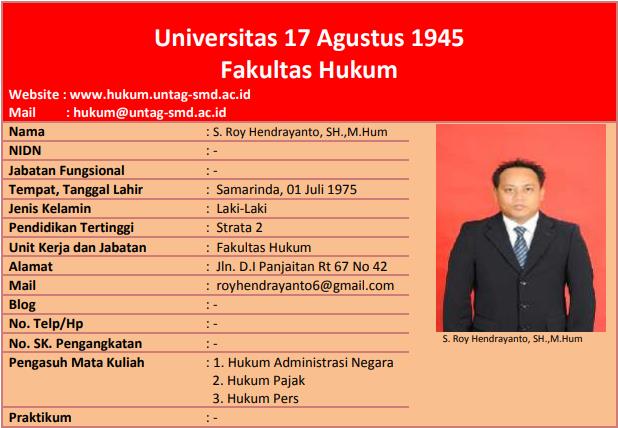 Universitas 17 Agustus 1945
Fakultas Hukum
Website : www.hukum.untag-smd.ac.id
Mail : hukum@untag-smd.ac.id
Nama : S. Roy Hendrayanto, SH.,M.Hum
NIDN : -
Jabatan Fungsional : -
Tempat, Tanggal Lahir : Samarinda, 01 Juli 1975
Jenis Kelamin : Laki-Laki
Pendidikan Tertinggi : Strata 2
Unit Kerja dan Jabatan : Fakultas Hukum
Alamat : Jln. D.I Panjaitan Rt 67 No 42
Mail : royhendrayanto6@gmail.com
Blog : -
No. Telp/Hp : -
No. SK. Pengangkatan : -
Pengasuh Mata Kuliah : 1. Hukum Administrasi Negara
2. Hukum Pajak
3. Hukum Pers
Praktikum : -
S. Roy Hendrayanto, SH.,M.Hum